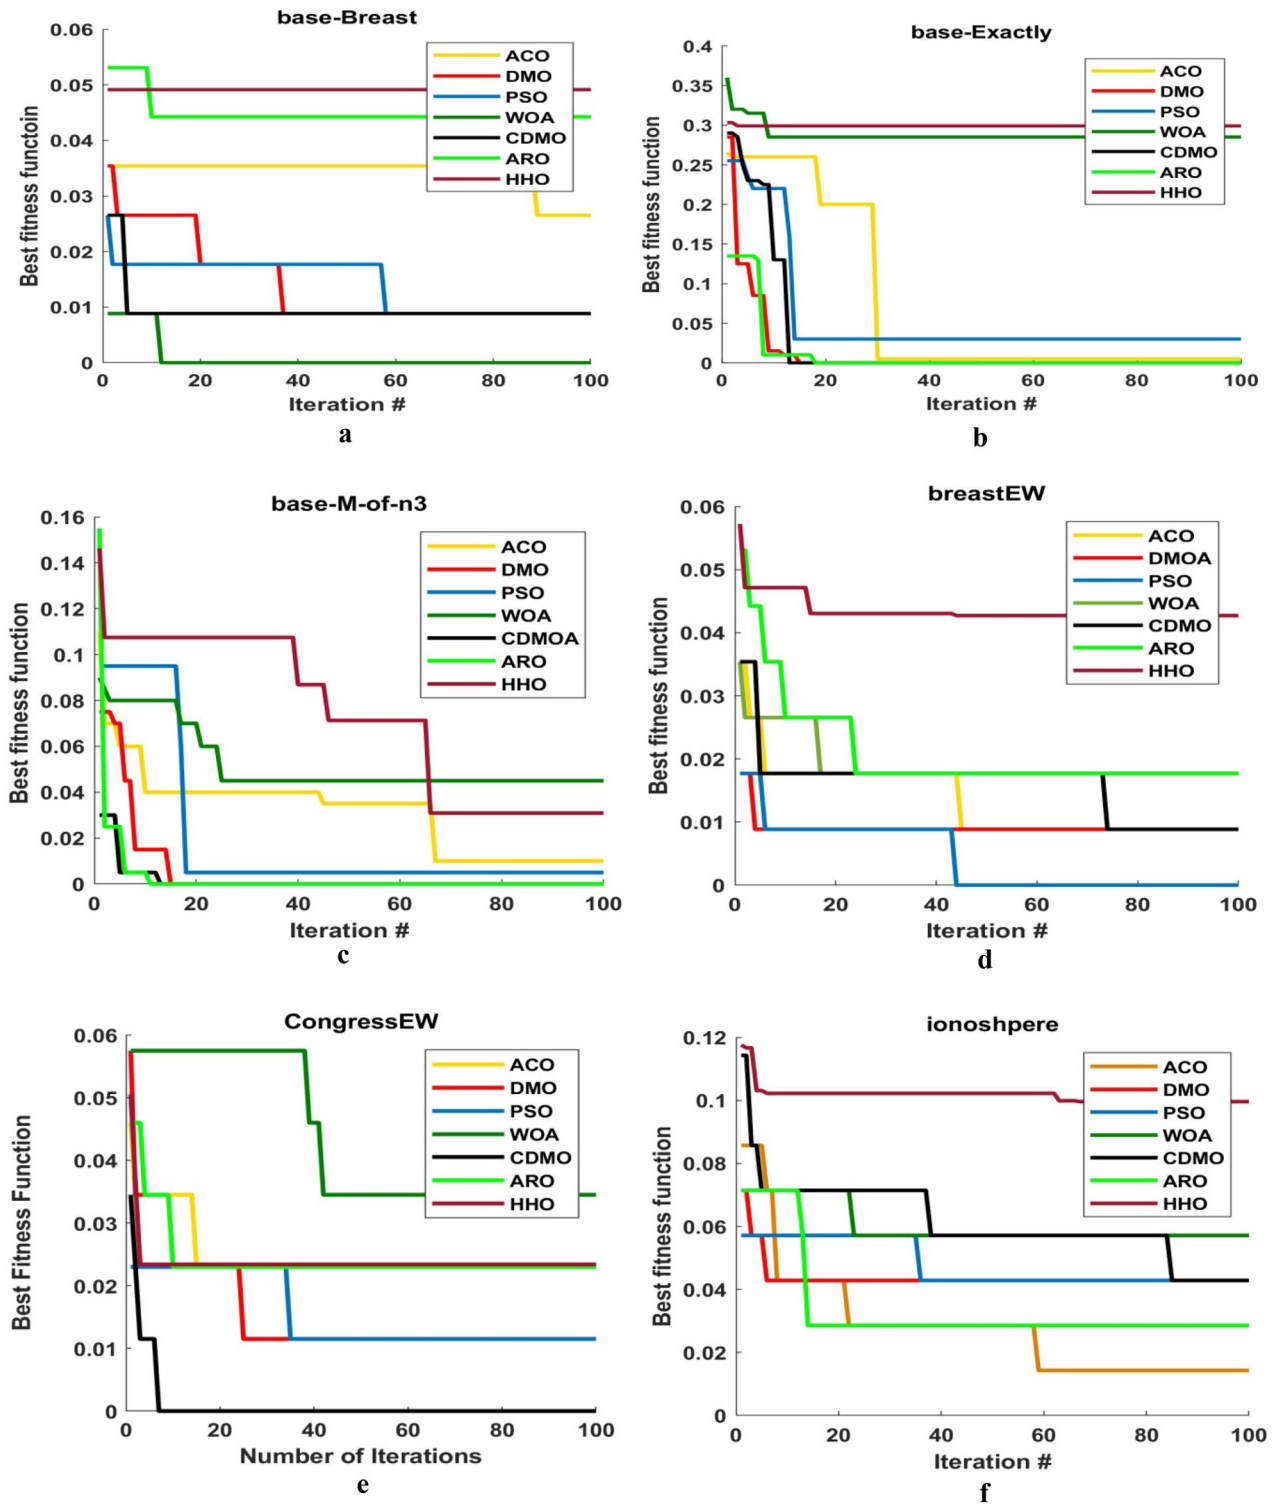 base-Breast
0.06
0.05
0.04
0.03
0.02
0.01
0
Best fitness functoin
ACO
DMO
PSO
WOA
CDMO
ARO
HHO
0 20 40 60 80 100
Iteration #
a
base-Exactly
0.4
0.35
0.3
0.25
0.2
0.15
0.1
0.05
0
Best fitness function
ACO
DMO
PSO
WOA
CDMO
ARO
HHO
0 20 40 60 80 100
Iteration #
b
base-M-of-n3
0.16
0.14
0.12
0.1
0.08
0.06
0.04
0.02
0
Best fitness function
ACO
DMO
PSO
WOA
CDMOA
ARO
HHO
0 20 40 60 80 100
Iteration #
c
breastEW
0.06
0.05
0.04
0.03
0.02
0.01
0
Best fitness function
ACO
DMOA
PSO
WOA
CDMO
ARO
HHO
0 20 40 60 80 100
Iteration #
d
CongressEW
0.06
0.05
0.04
0.03
0.02
0.01
0
Best Fitness Function
ACO
DMO
PSO
WOA
CDMO
ARO
HHO
0 20 40 60 80 100
Number of Iterations
e
ionoshpere
0.12
0.1
0.08
0.06
0.04
0.02
0
Best fitness function
ACO
DMO
PSO
WOA
CDMO
ARO
HHO
0 20 40 60 80 100
Iteration #
f